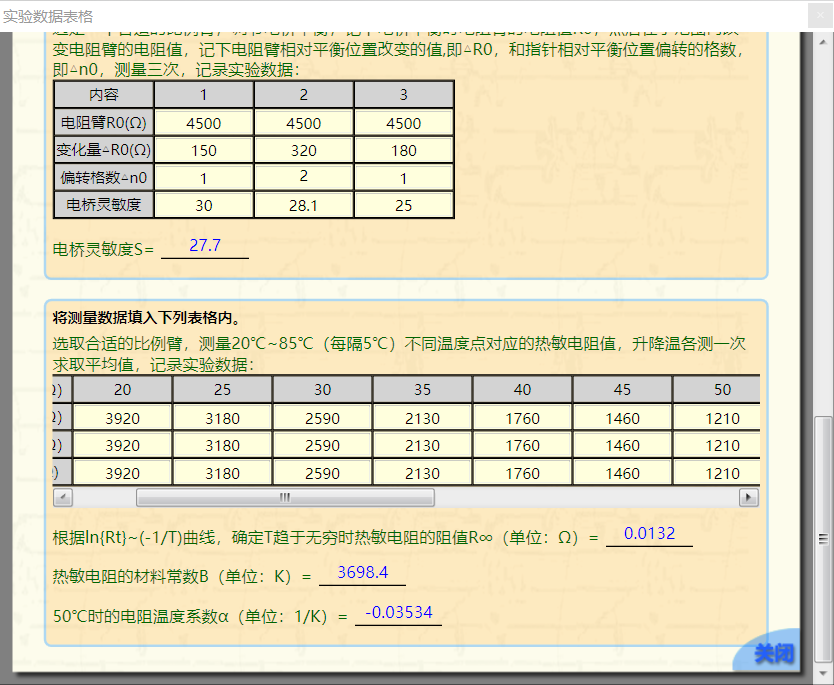 实验数据表格
变电阻臂的电阻值，记下电阻臂相对平衡位置改变的值,即△R0，和指针相对平衡位置偏转的格数，
即△n0，测量三次，记录实验数据：
内容 1 2 3
电阻臂R0(Ω) 4500 4500 4500
变化量△R0(Ω) 150 320 180
偏转格数△n0 1 2 1
电桥灵敏度 30 28.1 25
电桥灵敏度S= 27.7
将测量数据填入下列表格内。
选取合适的比例臂，测量20℃~85℃（每隔5℃）不同温度点对应的热敏电阻值，升降温各测一次
求取平均值，记录实验数据：
) 20 25 30 35 40 45 50
) 3920 3180 2590 2130 1760 1460 1210
) 3920 3180 2590 2130 1760 1460 1210
) 3920 3180 2590 2130 1760 1460 1210
根据ln{Rt}~(-1/T)曲线，确定T趋于无穷时热敏电阻的阻值R∞（单位：Ω）= 0.0132
热敏电阻的材料常数B（单位：K）= 3698.4
50℃时的电阻温度系数α（单位：1/K）= -0.03534
关闭